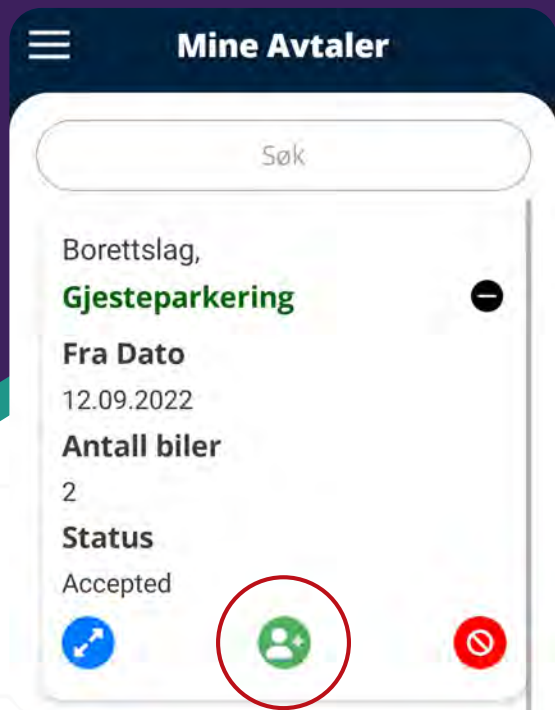 Mine Avtaler
Søk
Borettslag,
Gjesteparkering
Fra Dato
12.09.2022
Antall biler
2
Status
Accepted